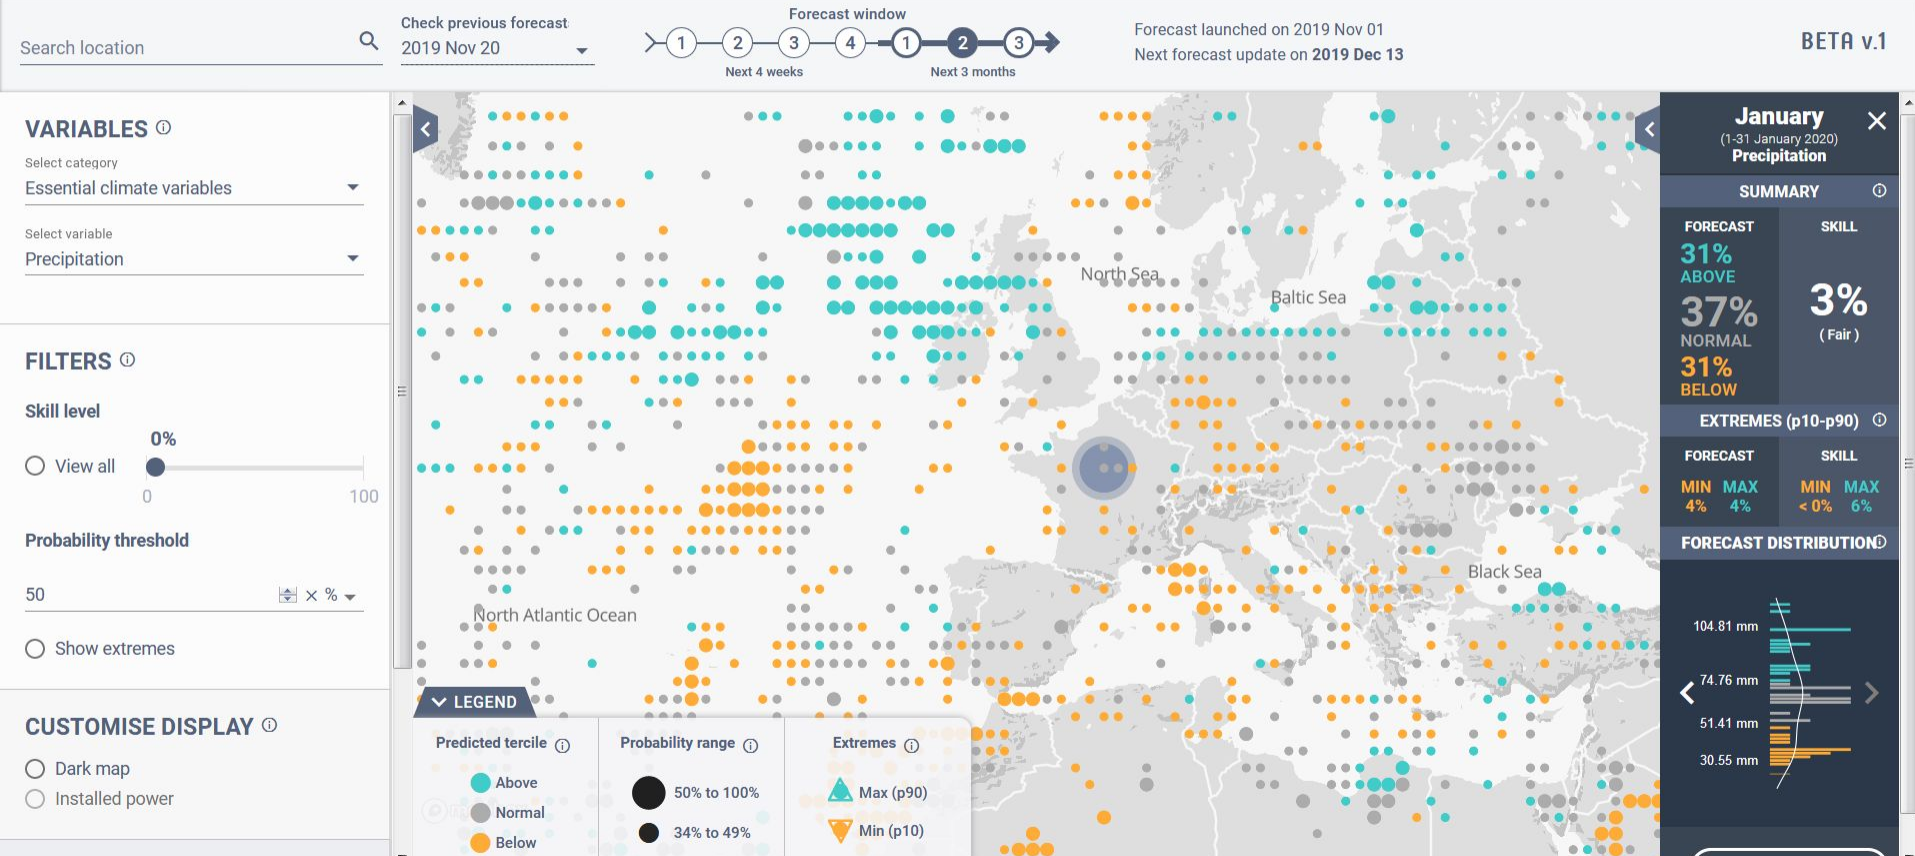 Search location
Check previous forecast:
2019 Nov 20
Forecast window
1 2 3 4 1 2 3
Next 4 weeks
Next 3 months
Forecast launched on 2019 Nov 01
Next forecast update on 2019 Dec 13
BETA v.1
VARIABLES
Select category
Essential climate variables
Select variable
Precipitation
FILTERS
Skill level
0%
View all
0
100
Probability threshold
50
× %
Show extremes
CUSTOMISE DISPLAY
Dark map
Installed power
North Sea
Baltic Sea
Black Sea
North Atlantic Ocean
LEGEND
Predicted tercile
Above
Normal
Below
Probability range
50% to 100%
34% to 49%
Extremes
Max (p90)
Min (p10)
January
(1-31 January 2020)
Precipitation
SUMMARY
FORECAST
31%
ABOVE
37%
NORMAL
31%
BELOW
SKILL
3%
( Fair )
EXTREMES (p10-p90)
FORECAST
MIN MAX
4% 4%
SKILL
MIN MAX
< 0% 6%
FORECAST DISTRIBUTION
104.81 mm
74.76 mm
51.41 mm
30.55 mm